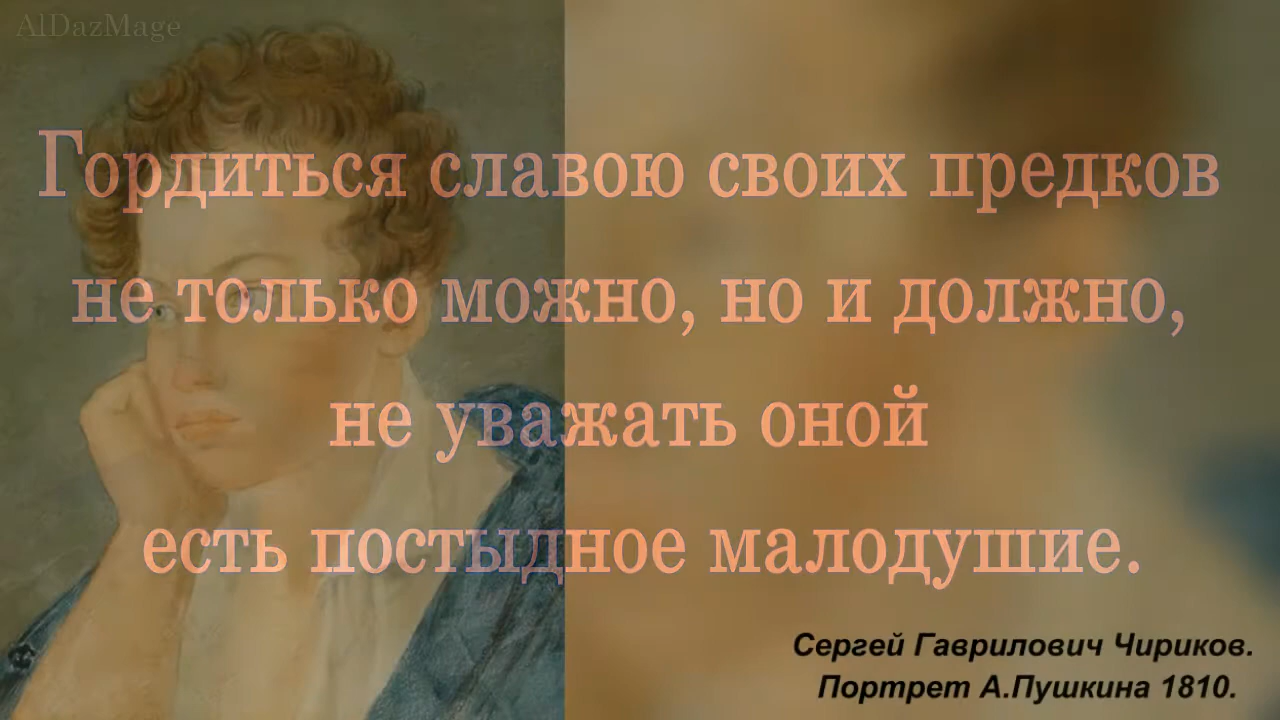 AlDazMage
Гордиться славою своих предков
не только можно, но и должно,
не уважать оной
есть постыдное малодушие.
Сергей Гаврилович Чириков.
Портрет А.Пушкина 1810.